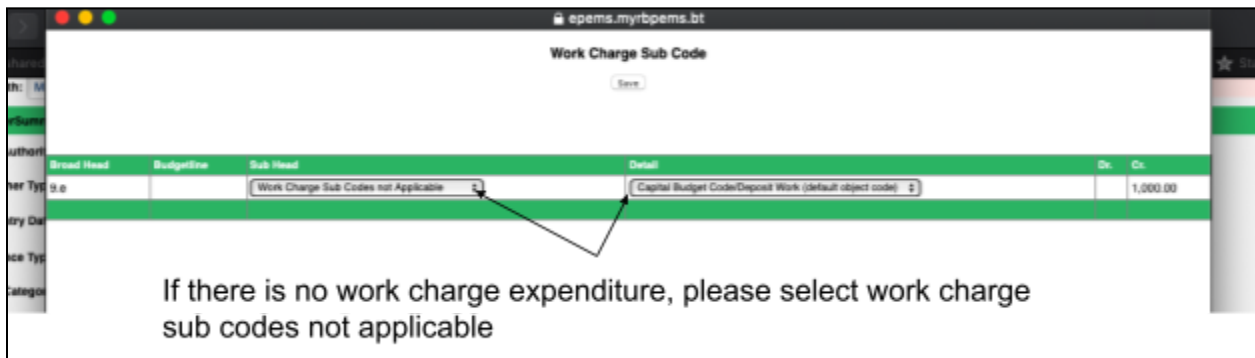 epems.myrbpems.bt
Work Charge Sub Code
Save
Broad Head Budgetline Sub Head Detail Dr. Cr.
9.e Work Charge Sub Codes not Applicable Capital Budget Code/Deposit Work (default object code) 1,000.00
If there is no work charge expenditure, please select work charge
sub codes not applicable